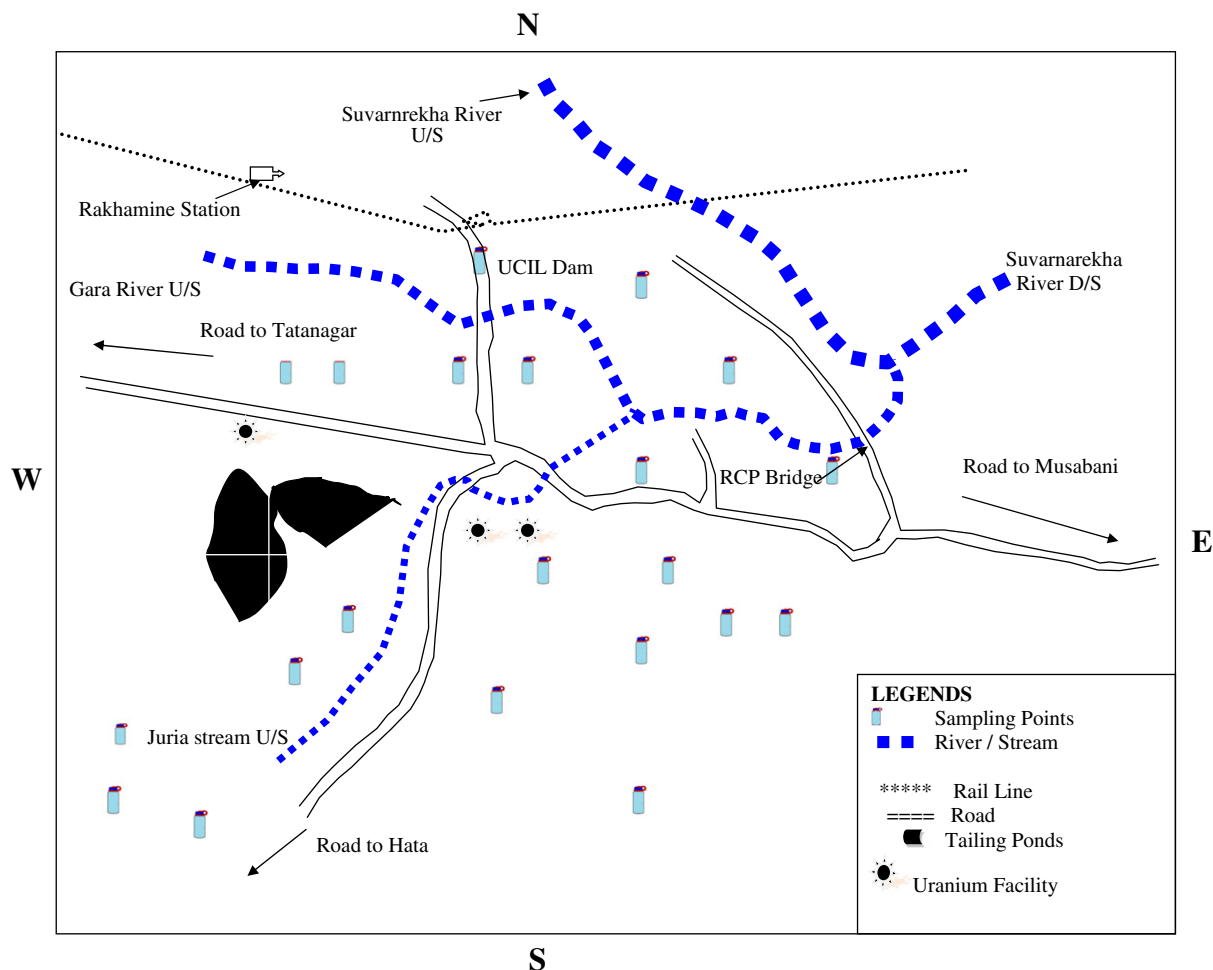 N
Suvarnrekha River
U/S
Rakhamine Station
UCIL Dam
Suvarnarekha
River D/S
Gara River U/S
Road to Tatanagar
W
RCP Bridge
Road to Musabani
E
Juria stream U/S
Road to Hata
LEGENDS
Sampling Points
River / Stream
***** Rail Line
==== Road
Tailing Ponds
Uranium Facility
S